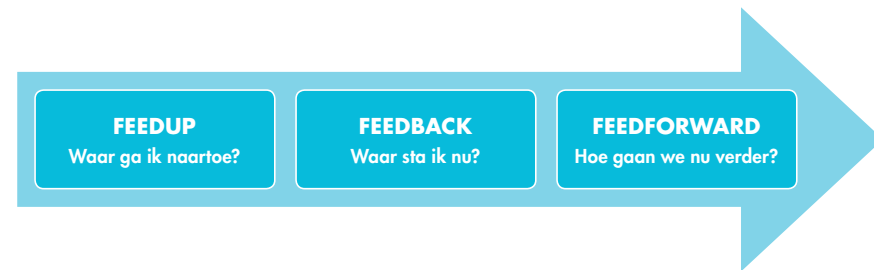 FEEDUP
Waar ga ik naartoe?
FEEDBACK
Waar sta ik nu?
FEEDFORWARD
Hoe gaan we nu verder?